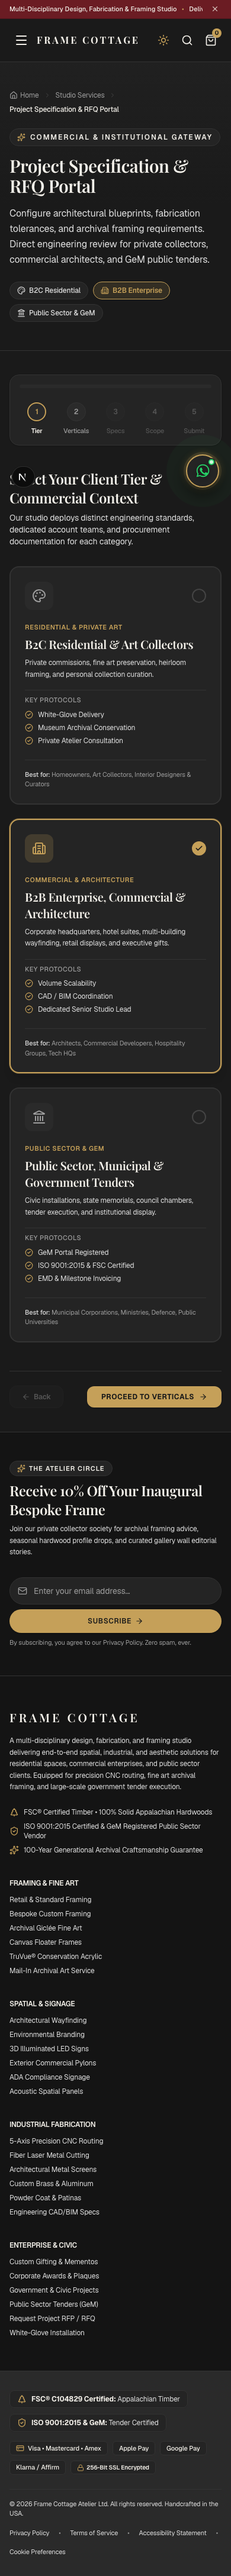 Multi-Disciplinary Design, Fabrication & Framing Studio • Deliv
FRAME COTTAGE
0
Home
Studio Services
Project Specification & RFQ Portal
COMMERCIAL & INSTITUTIONAL GATEWAY
Project Specification &
RFQ Portal
Configure architectural blueprints, fabrication
tolerances, and archival framing requirements.
Direct engineering review for private collectors,
commercial architects, and GeM public tenders.
B2C Residential
B2B Enterprise
Public Sector & GeM
1
2
3
4
5
Tier
Verticals
Specs
Scope
Submit
N
ct Your Client Tier &
Commercial Context
Our studio deploys distinct engineering standards,
dedicated account teams, and procurement
documentation for each category.
RESIDENTIAL & PRIVATE ART
B2C Residential & Art Collectors
Private commissions, fine art preservation, heirloom
framing, and personal collection curation.
KEY PROTOCOLS
White-Glove Delivery
Museum Archival Conservation
Private Atelier Consultation
Best for: Homeowners, Art Collectors, Interior Designers &
Curators
COMMERCIAL & ARCHITECTURE
B2B Enterprise, Commercial &
Architecture
Corporate headquarters, hotel suites, multi-building
wayfinding, retail displays, and executive gifts.
KEY PROTOCOLS
Volume Scalability
CAD / BIM Coordination
Dedicated Senior Studio Lead
Best for: Architects, Commercial Developers, Hospitality
Groups, Tech HQs
PUBLIC SECTOR & GEM
Public Sector, Municipal &
Government Tenders
Civic installations, state memorials, council chambers,
tender execution, and institutional display.
KEY PROTOCOLS
GeM Portal Registered
ISO 9001:2015 & FSC Certified
EMD & Milestone Invoicing
Best for: Municipal Corporations, Ministries, Defence, Public
Universities
Back
PROCEED TO VERTICALS
THE ATELIER CIRCLE
Receive 10% Off Your Inaugural
Bespoke Frame
Join our private collector society for archival framing advice,
seasonal hardwood profile drops, and curated gallery wall editorial
stories.
Enter your email address...
SUBSCRIBE
By subscribing, you agree to our Privacy Policy. Zero spam, ever.
FRAME COTTAGE
A multi-disciplinary design, fabrication, and framing studio
delivering end-to-end spatial, industrial, and aesthetic solutions for
residential spaces, commercial enterprises, and public sector
clients. Equipped for precision CNC routing, fine art archival
framing, and large-scale government tender execution.
FSC® Certified Timber • 100% Solid Appalachian Hardwoods
ISO 9001:2015 Certified & GeM Registered Public Sector
Vendor
100-Year Generational Archival Craftsmanship Guarantee
FRAMING & FINE ART
Retail & Standard Framing
Bespoke Custom Framing
Archival Giclée Fine Art
Canvas Floater Frames
TruVue® Conservation Acrylic
Mail-In Archival Art Service
SPATIAL & SIGNAGE
Architectural Wayfinding
Environmental Branding
3D Illuminated LED Signs
Exterior Commercial Pylons
ADA Compliance Signage
Acoustic Spatial Panels
INDUSTRIAL FABRICATION
5-Axis Precision CNC Routing
Fiber Laser Metal Cutting
Architectural Metal Screens
Custom Brass & Aluminum
Powder Coat & Patinas
Engineering CAD/BIM Specs
ENTERPRISE & CIVIC
Custom Gifting & Mementos
Corporate Awards & Plaques
Government & Civic Projects
Public Sector Tenders (GeM)
Request Project RFP / RFQ
White-Glove Installation
FSC® C104829 Certified: Appalachian Timber
ISO 9001:2015 & GeM: Tender Certified
Visa • Mastercard • Amex
Apple Pay
Google Pay
Klarna / Affirm
256-Bit SSL Encrypted
© 2026 Frame Cottage Atelier Ltd. All rights reserved. Handcrafted in the
USA.
Privacy Policy • Terms of Service • Accessibility Statement •
Cookie Preferences